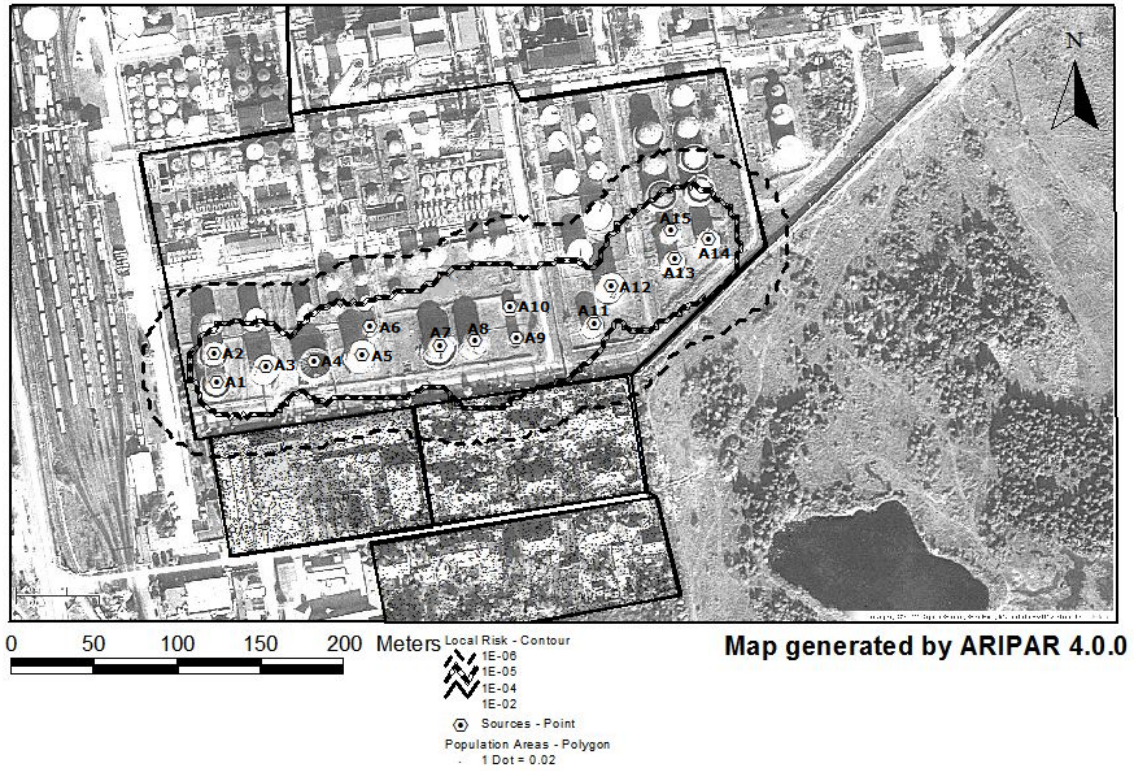 N
A15
A14
A13
A12
A10
A11
A6
A9
A7 A8
A2
A3 A4 A5
A1
0 50 100 150 200 Meters
Local Risk - Contour
1E-06
1E-05
1E-04
1E-02
Sources - Point
Population Areas - Polygon
1 Dot = 0.02
Map generated by ARIPAR 4.0.0